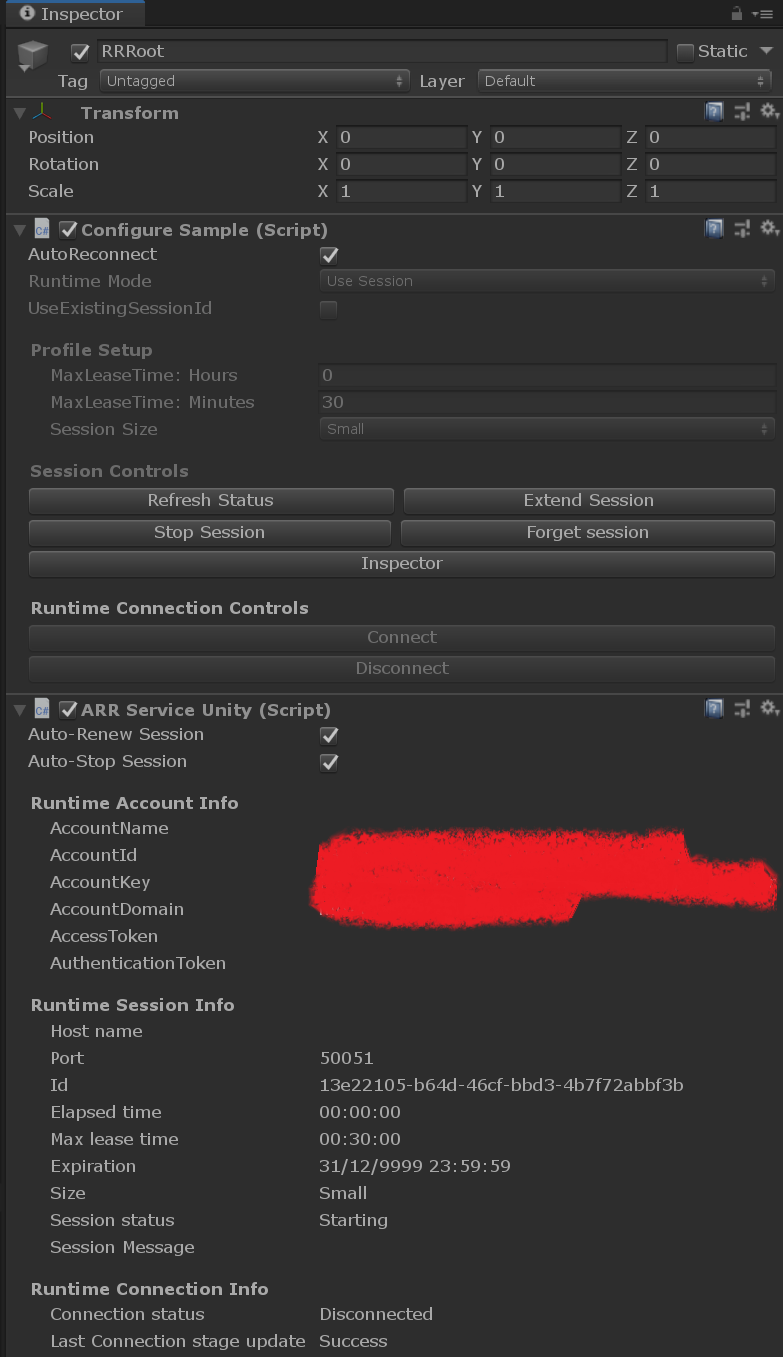 Inspector
RRRoot
Static
Tag Untagged Layer Default
Transform
Position X 0 Y 0 Z 0
Rotation X 0 Y 0 Z 0
Scale X 1 Y 1 Z 1
C# Configure Sample (Script)
AutoReconnect
Runtime Mode Use Session
UseExistingSessionId
Profile Setup
MaxLeaseTime: Hours 0
MaxLeaseTime: Minutes 30
Session Size Small
Session Controls
Refresh Status Extend Session
Stop Session Forget session
Inspector
Runtime Connection Controls
Connect
Disconnect
C# ARR Service Unity (Script)
Auto-Renew Session
Auto-Stop Session
Runtime Account Info
AccountName
AccountId
AccountKey
AccountDomain
AccessToken
AuthenticationToken
Runtime Session Info
Host name
Port 50051
Id 13e22105-b64d-46cf-bbd3-4b7f72abbf3b
Elapsed time 00:00:00
Max lease time 00:30:00
Expiration 31/12/9999 23:59:59
Size Small
Session status Starting
Session Message
Runtime Connection Info
Connection status Disconnected
Last Connection stage update Success